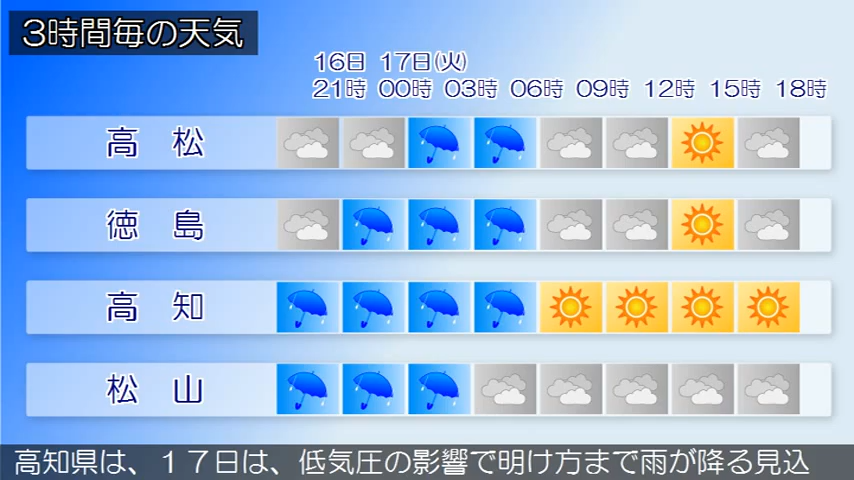 3時間毎の天気
16日 17日(火)
21時 00時 03時 06時 09時 12時 15時 18時
高 松
徳 島
高 知
松 山
高知県は、１７日は、低気圧の影響で明け方まで雨が降る見込